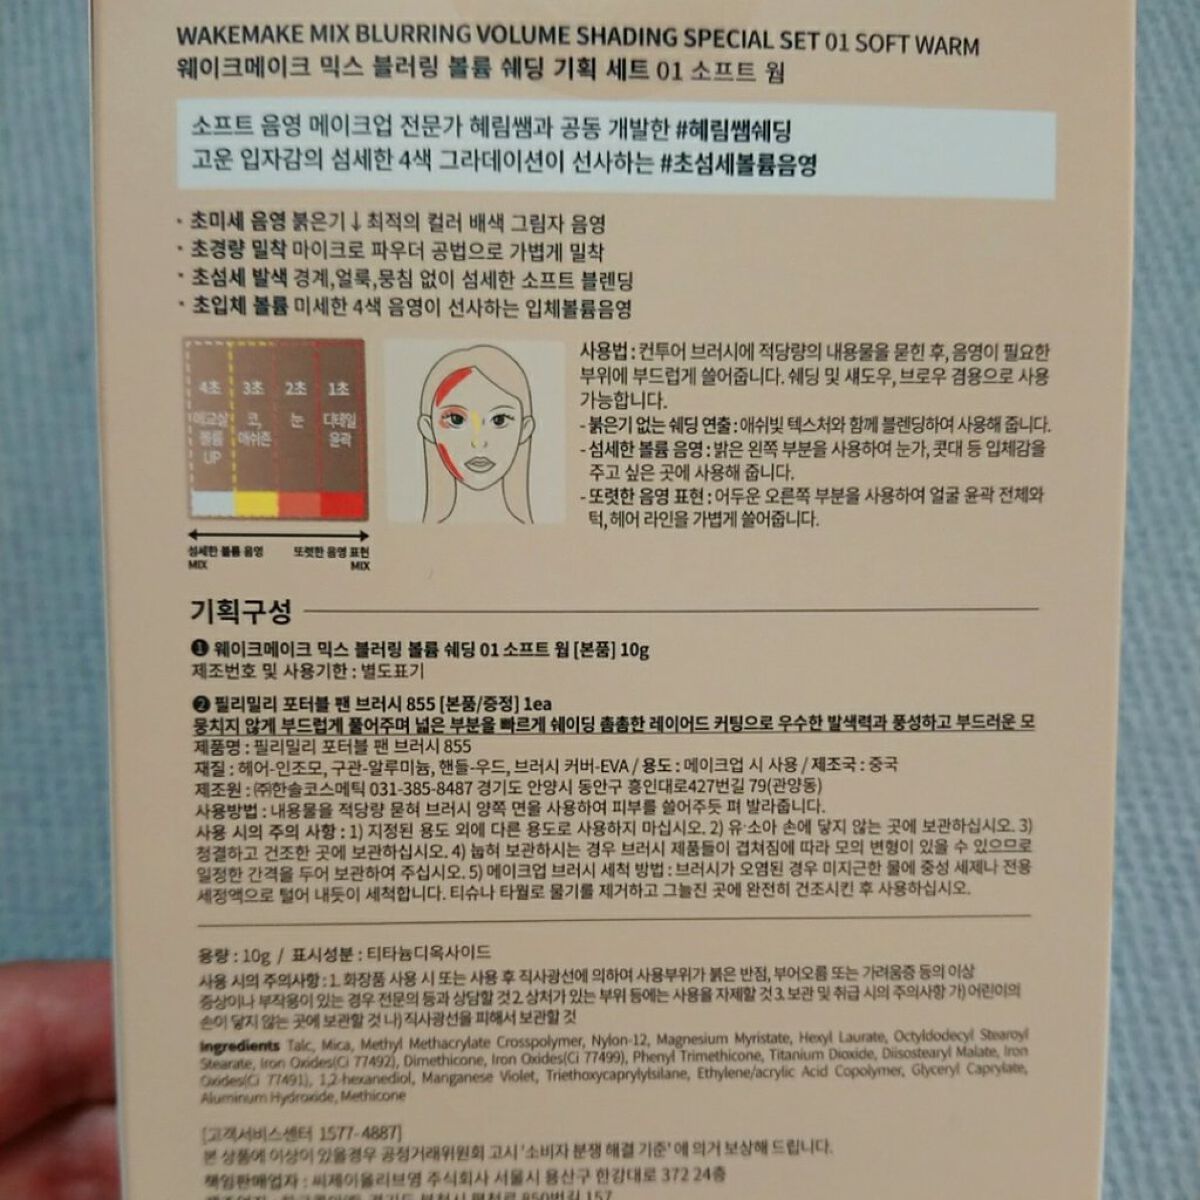 WAKEMAKE MIX BLURRING VOLUME SHADING SPECIAL SET 01 SOFT WARM
웨이크메이크 믹스 블러링 볼륨 쉐딩 기획 세트 01 소프트 웜
소프트 음영 메이크업 전문가 혜림쌤과 공동 개발한 #혜림쌤쉐딩
고운 입자감의 섬세한 4색 그라데이션이 선사하는 #초섬세볼륨음영
· 초미세 음영 붉은기↓최적의 컬러 배색 그림자 음영
· 초경량 밀착 마이크로 파우더 공법으로 가볍게 밀착
· 초섬세 발색 경계,얼룩,뭉침 없이 섬세한 소프트 블렌딩
· 초입체 볼륨 미세한 4색 음영이 선사하는 입체볼륨음영
4초 3초 2초 1초
애교살 코, 눈 디테일
볼륨 애쉬존 윤곽
UP
섬세한 볼륨 음영 또렷한 음영 표현
MIX MIX
사용법 : 컨투어 브러시에 적당량의 내용물을 묻힌 후, 음영이 필요한
부위에 부드럽게 쓸어줍니다. 쉐딩 및 섀도우, 브로우 겸용으로 사용
가능합니다.
- 붉은기 없는 쉐딩 연출 : 애쉬빛 텍스처와 함께 블렌딩하여 사용해 줍니다.
- 섬세한 볼륨 음영 : 밝은 왼쪽 부분을 사용하여 눈가, 콧대 등 입체감을
주고 싶은 곳에 사용해 줍니다.
- 또렷한 음영 표현 : 어두운 오른쪽 부분을 사용하여 얼굴 윤곽 전체와
턱, 헤어 라인을 가볍게 쓸어줍니다.
기획구성
❶ 웨이크메이크 믹스 블러링 볼륨 쉐딩 01 소프트 웜 [본품] 10g
제조번호 및 사용기한 : 별도표기
❷ 필리밀리 포터블 팬 브러시 855 [본품/증정] 1ea
뭉치지 않게 부드럽게 풀어주며 넓은 부분을 빠르게 쉐이딩 촘촘한 레이어드 커팅으로 우수한 발색력과 풍성하고 부드러운 모
제품명 : 필리밀리 포터블 팬 브러시 855
재질 : 헤어-인조모, 구관-알루미늄, 핸들-우드, 브러시 커버-EVA / 용도 : 메이크업 시 사용 / 제조국 : 중국
제조원 : ㈜한솔코스메틱 031-385-8487 경기도 안양시 동안구 흥안대로427번길 79(관양동)
사용방법 : 내용물을 적당량 묻혀 브러시 양쪽 면을 사용하여 피부를 쓸어주듯 펴 발라줍니다.
사용 시의 주의 사항 : 1) 지정된 용도 외에 다른 용도로 사용하지 마십시오. 2) 유·소아 손에 닿지 않는 곳에 보관하십시오. 3)
청결하고 건조한 곳에 보관하십시오. 4) 눕혀 보관하시는 경우 브러시 제품들이 겹쳐짐에 따라 모의 변형이 있을 수 있으므로
일정한 간격을 두어 보관하여 주십시오. 5) 메이크업 브러시 세척 방법 : 브러시가 오염된 경우 미지근한 물에 중성 세제나 전용
세정액으로 털어 내듯이 세척합니다. 티슈나 타월로 물기를 제거하고 그늘진 곳에 완전히 건조시킨 후 사용하십시오.
용량 : 10g / 표시성분 : 티타늄디옥사이드
사용 시의 주의사항 : 1. 화장품 사용 시 또는 사용 후 직사광선에 의하여 사용부위가 붉은 반점, 부어오름 또는 가려움증 등의 이상
증상이나 부작용이 있는 경우 전문의 등과 상담할 것 2. 상처가 있는 부위 등에는 사용을 자제할 것 3. 보관 및 취급 시의 주의사항 가) 어린이의
손이 닿지 않는 곳에 보관할 것 나) 직사광선을 피해서 보관할 것
Ingredients Talc, Mica, Methyl Methacrylate Crosspolymer, Nylon-12, Magnesium Myristate, Hexyl Laurate, Octyldodecyl Stearoyl
Stearate, Iron Oxides(Ci 77492), Dimethicone, Iron Oxides(Ci 77499), Phenyl Trimethicone, Titanium Dioxide, Diisostearyl Malate, Iron
Oxides(Ci 77491), 1,2-hexanediol, Manganese Violet, Triethoxycaprylylsilane, Ethylene/acrylic Acid Copolymer, Glyceryl Caprylate,
Aluminum Hydroxide, Methicone
[고객서비스센터 1577-4887]
본 상품에 이상이 있을경우 공정거래위원회 고시 '소비자 분쟁 해결 기준' 에 의거 보상해 드립니다.
책임판매업자 : 씨제이올리브영 주식회사 서울시 용산구 한강대로 372 24층